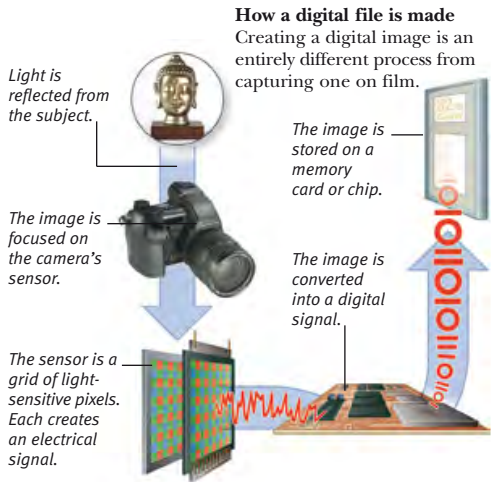 How a digital file is made
Creating a digital image is an
entirely different process from
capturing one on film.
Light is
reflected from
the subject.
The image is
focused on
the camera's
sensor.
The sensor is a
grid of light-
sensitive pixels.
Each creates
an electrical
signal.
The image is
converted
into a digital
signal.
The image is
stored on a
memory
card or chip.